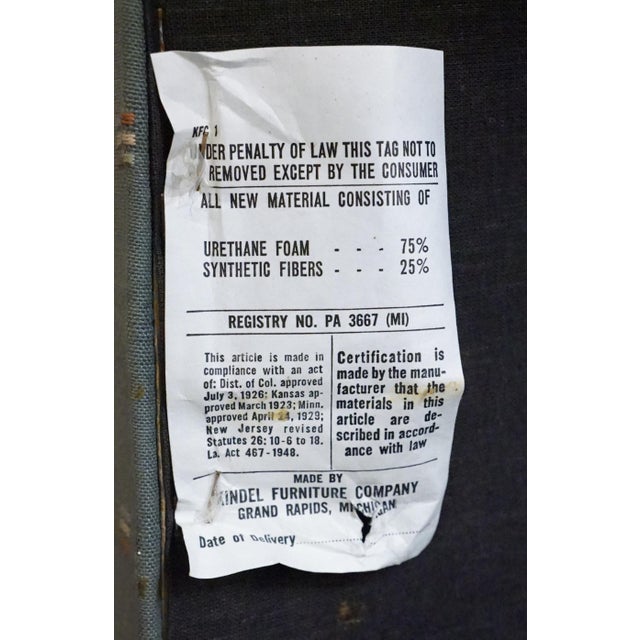 KFC 1
UNDER PENALTY OF LAW THIS TAG NOT TO
REMOVED EXCEPT BY THE CONSUMER
ALL NEW MATERIAL CONSISTING OF
URETHANE FOAM - - - 75%
SYNTHETIC FIBERS - - - 25%
REGISTRY NO. PA 3667 (MI)
This article is made in
compliance with an act
of: Dist. of Col. approved
July 3, 1926; Kansas ap-
proved March 1923; Minn.
approved April 24, 1929;
New Jersey revised
Statutes 26: 10-6 to 18.
La. Act 467-1948.
Certification is
made by the manu-
facturer that the
materials in this
article are de-
scribed in accord-
ance with law
MADE BY
KINDEL FURNITURE COMPANY
GRAND RAPIDS, MICHIGAN
Date of Delivery